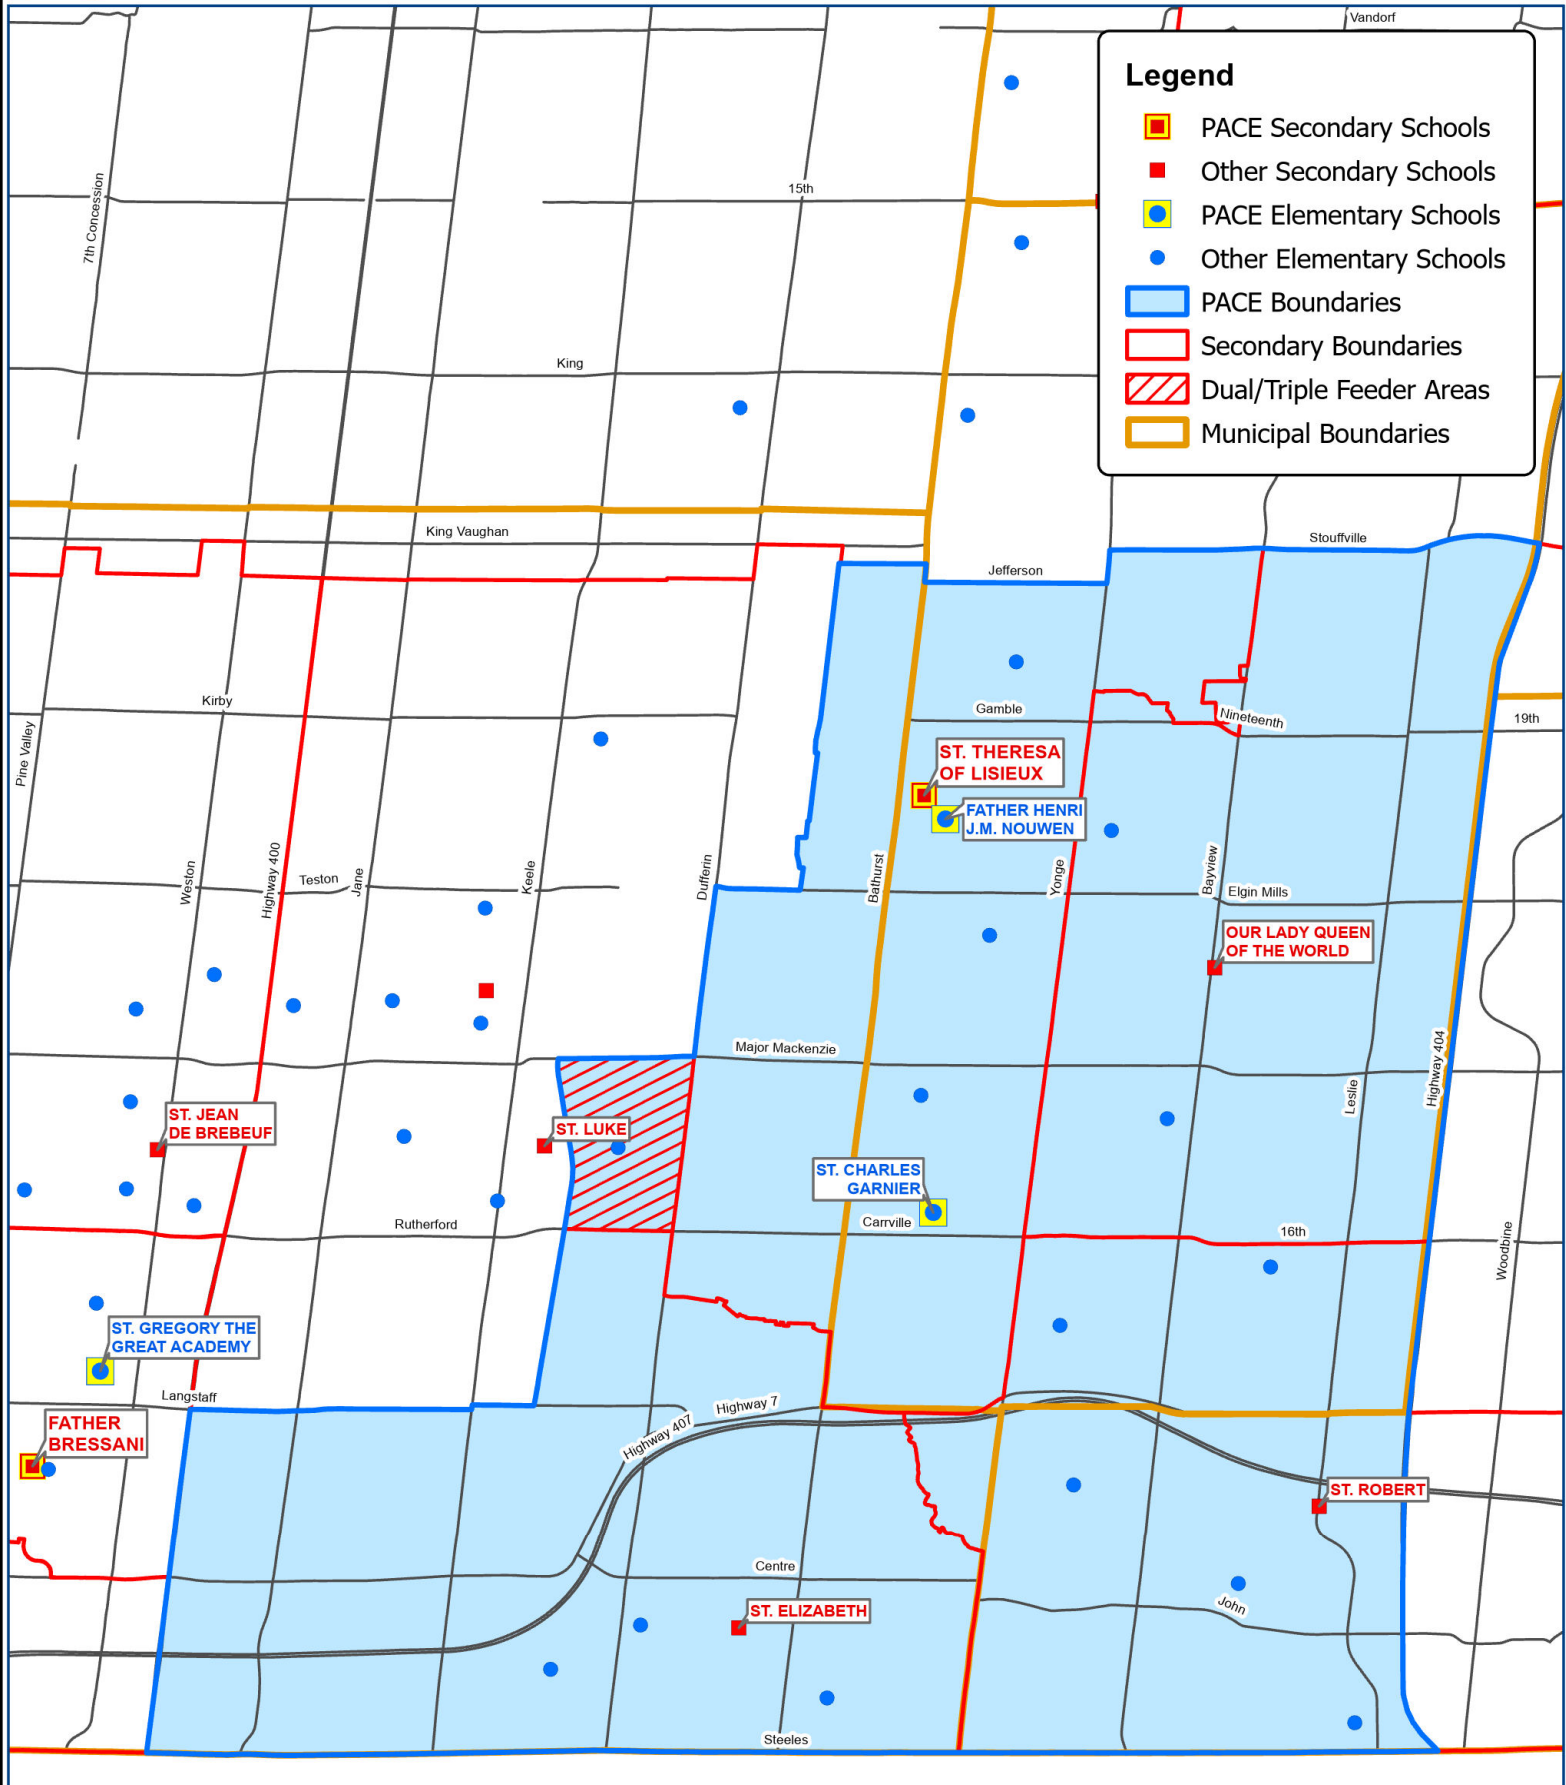 Vandorf
Legend
PACE Secondary Schools
Other Secondary Schools
PACE Elementary Schools
Other Elementary Schools
PACE Boundaries
Secondary Boundaries
Dual/Triple Feeder Areas
Municipal Boundaries
15th
7th Concession
King
King Vaughan
Stouffville
Jefferson
Kirby
Gamble
Nineteenth
19th
Pine Valley
ST. THERESA
OF LISIEUX
FATHER HENRI
J.M. NOUWEN
Weston
Highway 400
Teston
Jane
Keele
Dufferin
Bathurst
Yonge
Bayview
Elgin Mills
OUR LADY QUEEN
OF THE WORLD
Major Mackenzie
Leslie
Highway 404
ST. JEAN
DE BREBEUF
ST. LUKE
ST. CHARLES
GARNIER
Rutherford
Carrville
16th
Woodbine
ST. GREGORY THE
GREAT ACADEMY
Langstaff
Highway 7
Highway 407
FATHER
BRESSANI
ST. ROBERT
Centre
John
ST. ELIZABETH
Steeles